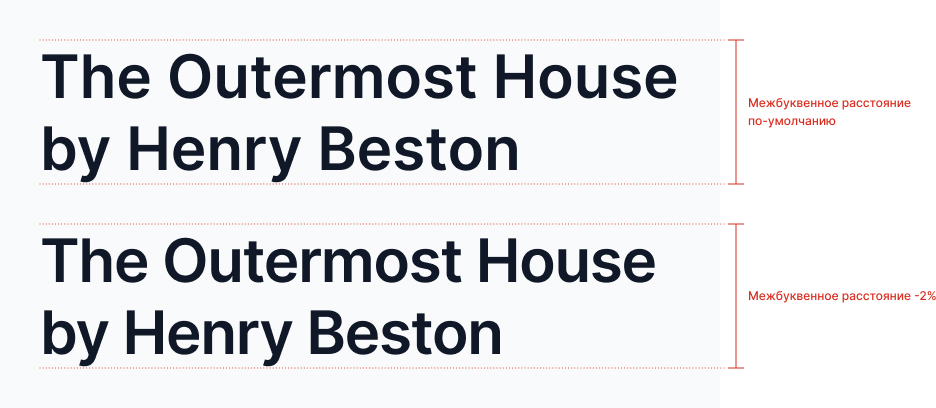 The Outermost House
by Henry Beston
Межбуквенное расстояние
по-умолчанию
The Outermost House
by Henry Beston
Межбуквенное расстояние -2%